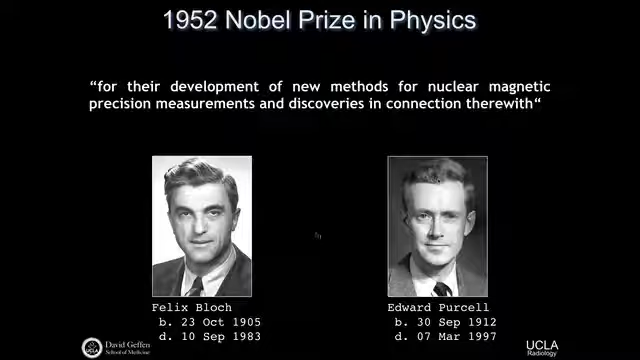 1952 Nobel Prize in Physics
“for their development of new methods for nuclear magnetic
precision measurements and discoveries in connection therewith“
Felix Bloch
b. 23 Oct 1905
d. 10 Sep 1983
Edward Purcell
b. 30 Sep 1912
d. 07 Mar 1997
UCLA
David Geffen
School of Medicine
UCLA
Radiology